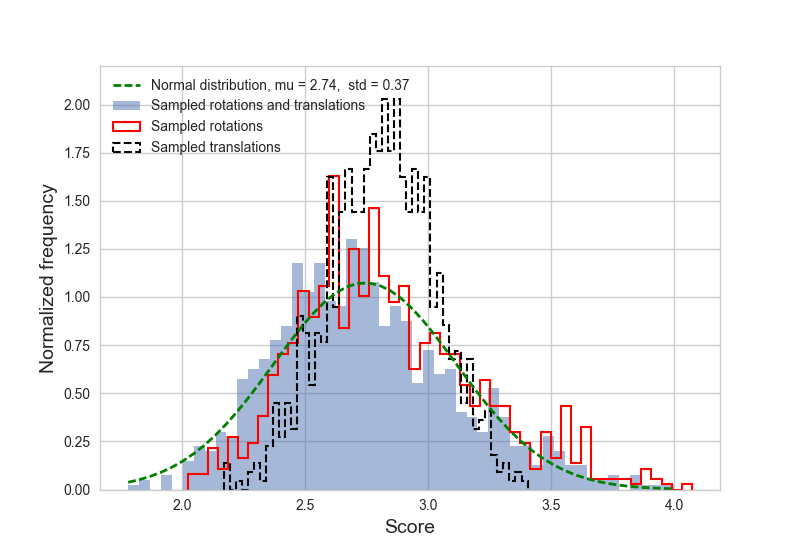 Normal distribution, mu = 2.74,  std = 0.37
Sampled rotations and translations
Sampled rotations
Sampled translations
2.00
1.75
1.50
1.25
1.00
0.75
0.50
0.25
0.00
Normalized frequency
2.0 2.5 3.0 3.5 4.0
Score